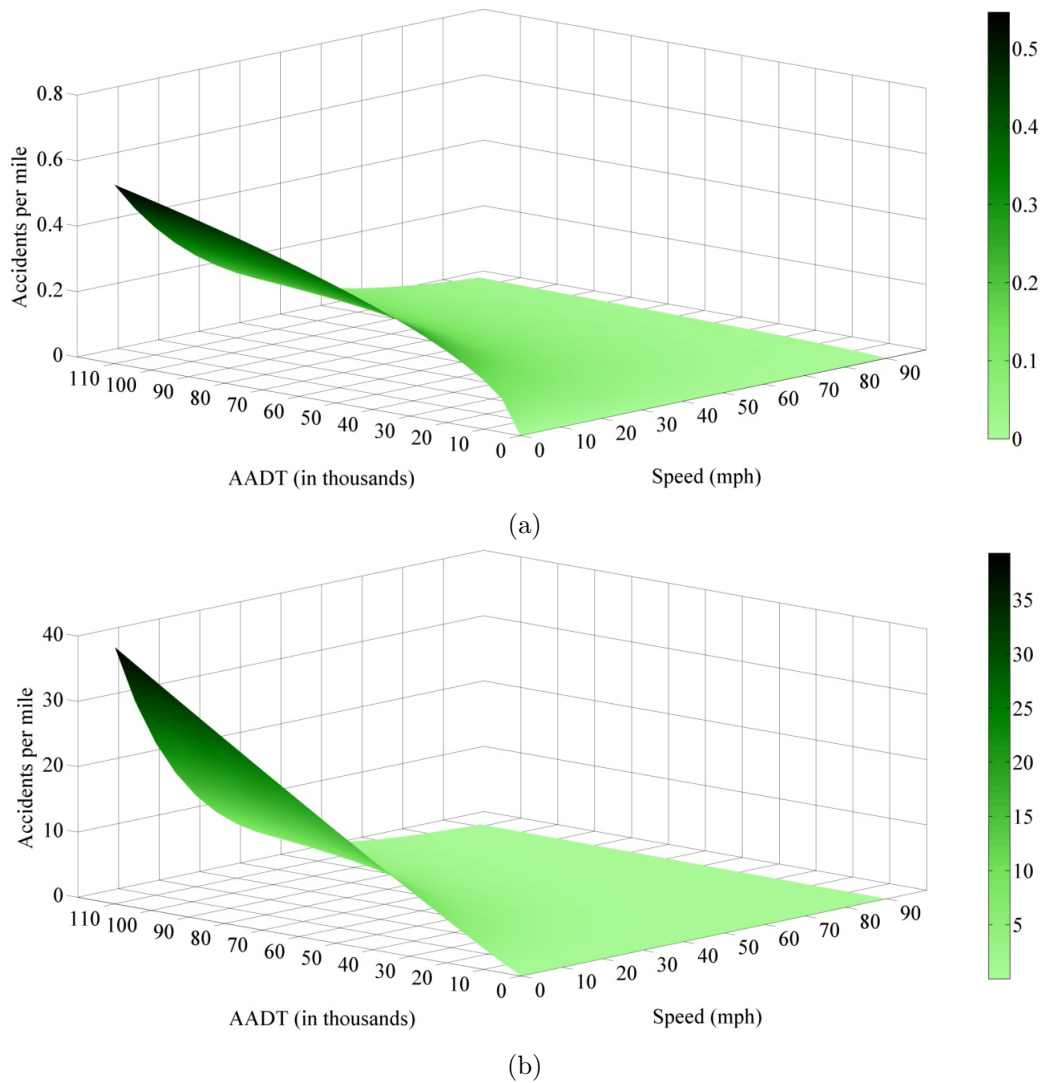 0.8
0.6
0.4
0.2
0
Accidents per mile
110 100 90 80 70 60 50 40 30 20 10 0
AADT (in thousands)
0 10 20 30 40 50 60 70 80 90
Speed (mph)
0.5
0.4
0.3
0.2
0.1
0
(a)
40
30
20
10
0
Accidents per mile
110 100 90 80 70 60 50 40 30 20 10 0
AADT (in thousands)
0 10 20 30 40 50 60 70 80 90
Speed (mph)
35
30
25
20
15
10
5
(b)